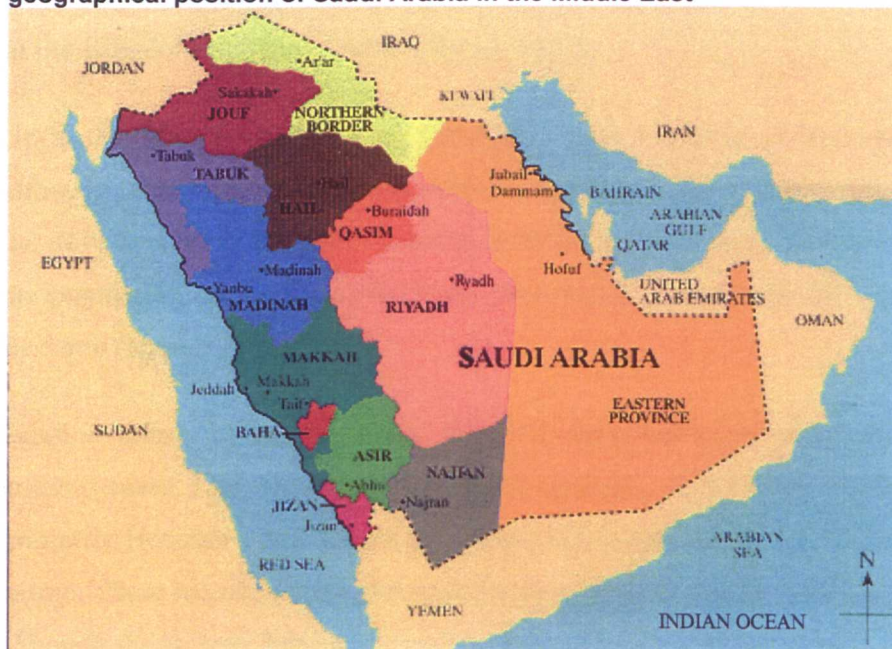 geographical position of Saudi Arabia in the Middle East
IRAQ
JORDAN
Ar'ar
KUWAIT
Sakakah
JOUF
NORTHERN
BORDER
IRAN
Tabuk
TABUK
Hail
HAIL
Jubail
Dammam
BAHRAIN
Buraidah
QASIM
ARABIAN
GULF
QATAR
EGYPT
Madinah
Hofuf
Ryadh
Yanbu
MADINAH
RIYADH
UNITED
ARAB EMIRATES
OMAN
MAKKAH
SAUDI ARABIA
Jeddah
Makkah
Tait
EASTERN
PROVINCE
SUDAN
BAHA
ASIR
NAJRAN
Abha
JIZAN
Najran
Jizan
ARABIAN
SEA
RED SEA
N
YEMEN
INDIAN OCEAN